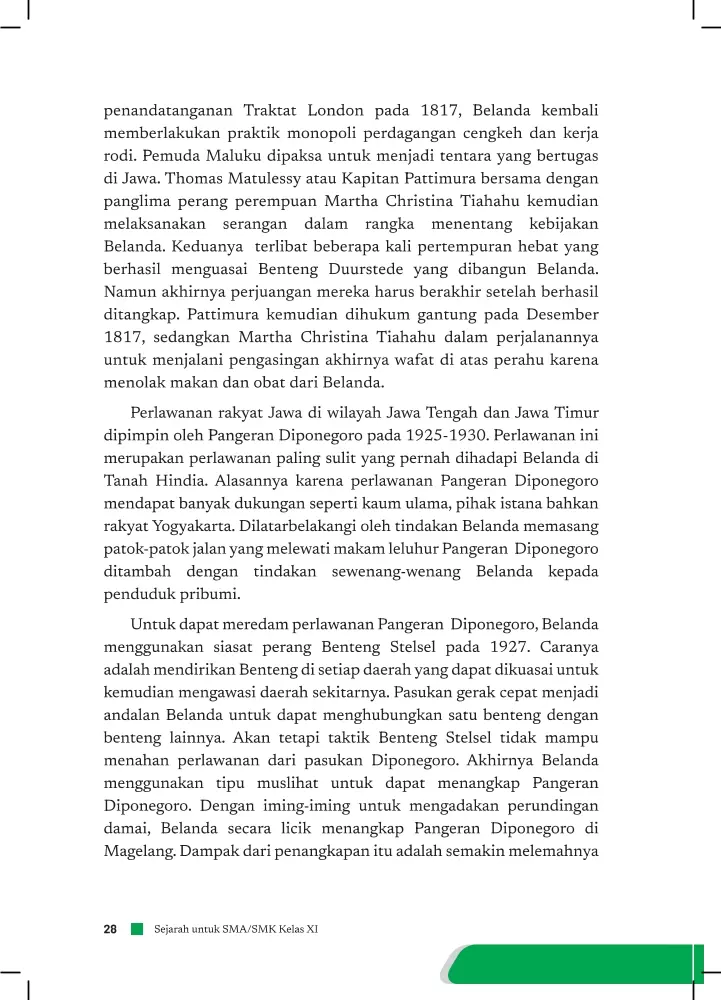 penandatanganan Traktat London pada 1817, Belanda kembali
memberlakukan praktik monopoli perdagangan cengkeh dan kerja
rodi. Pemuda Maluku dipaksa untuk menjadi tentara yang bertugas
di Jawa. Thomas Matulessy atau Kapitan Pattimura bersama dengan
panglima perang perempuan Martha Christina Tiahahu kemudian
melaksanakan serangan dalam rangka menentang kebijakan
Belanda. Keduanya terlibat beberapa kali pertempuran hebat yang
berhasil menguasai Benteng Duurstede yang dibangun Belanda.
Namun akhirnya perjuangan mereka harus berakhir setelah berhasil
ditangkap. Pattimura kemudian dihukum gantung pada Desember
1817, sedangkan Martha Christina Tiahahu dalam perjalanannya
untuk menjalani pengasingan akhirnya wafat di atas perahu karena
menolak makan dan obat dari Belanda.
Perlawanan rakyat Jawa di wilayah Jawa Tengah dan Jawa Timur
dipimpin oleh Pangeran Diponegoro pada 1925-1930. Perlawanan ini
merupakan perlawanan paling sulit yang pernah dihadapi Belanda di
Tanah Hindia. Alasannya karena perlawanan Pangeran Diponegoro
mendapat banyak dukungan seperti kaum ulama, pihak istana bahkan
rakyat Yogyakarta. Dilatarbelakangi oleh tindakan Belanda memasang
patok-patok jalan yang melewati makam leluhur Pangeran Diponegoro
ditambah dengan tindakan sewenang-wenang Belanda kepada
penduduk pribumi.
Untuk dapat meredam perlawanan Pangeran Diponegoro, Belanda
menggunakan siasat perang Benteng Stelsel pada 1927. Caranya
adalah mendirikan Benteng di setiap daerah yang dapat dikuasai untuk
kemudian mengawasi daerah sekitarnya. Pasukan gerak cepat menjadi
andalan Belanda untuk dapat menghubungkan satu benteng dengan
benteng lainnya. Akan tetapi taktik Benteng Stelsel tidak mampu
menahan perlawanan dari pasukan Diponegoro. Akhirnya Belanda
menggunakan tipu muslihat untuk dapat menangkap Pangeran
Diponegoro. Dengan iming-iming untuk mengadakan perundingan
damai, Belanda secara licik menangkap Pangeran Diponegoro di
Magelang. Dampak dari penangkapan itu adalah semakin melemahnya
28 Sejarah untuk SMA/SMK Kelas XI